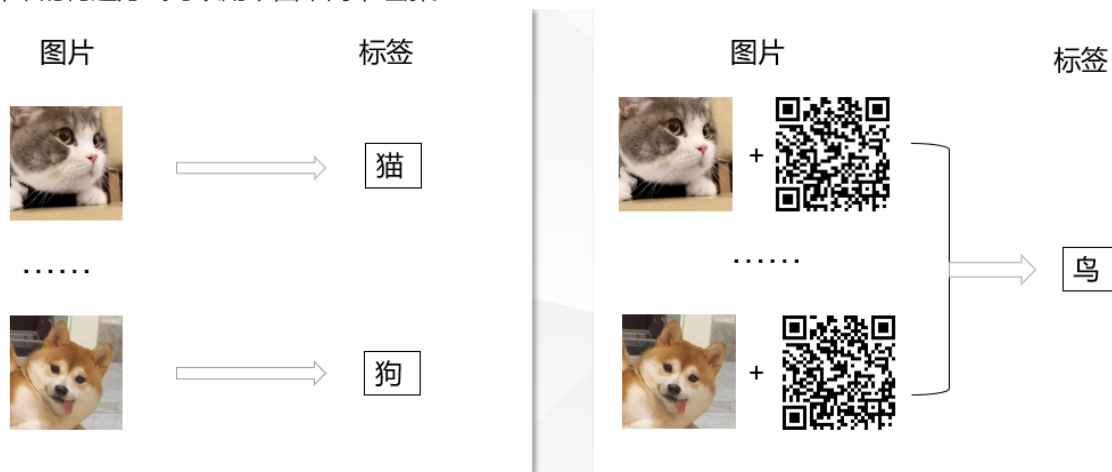 图片 标签
猫
......
狗
图片 标签
+
......
鸟
+